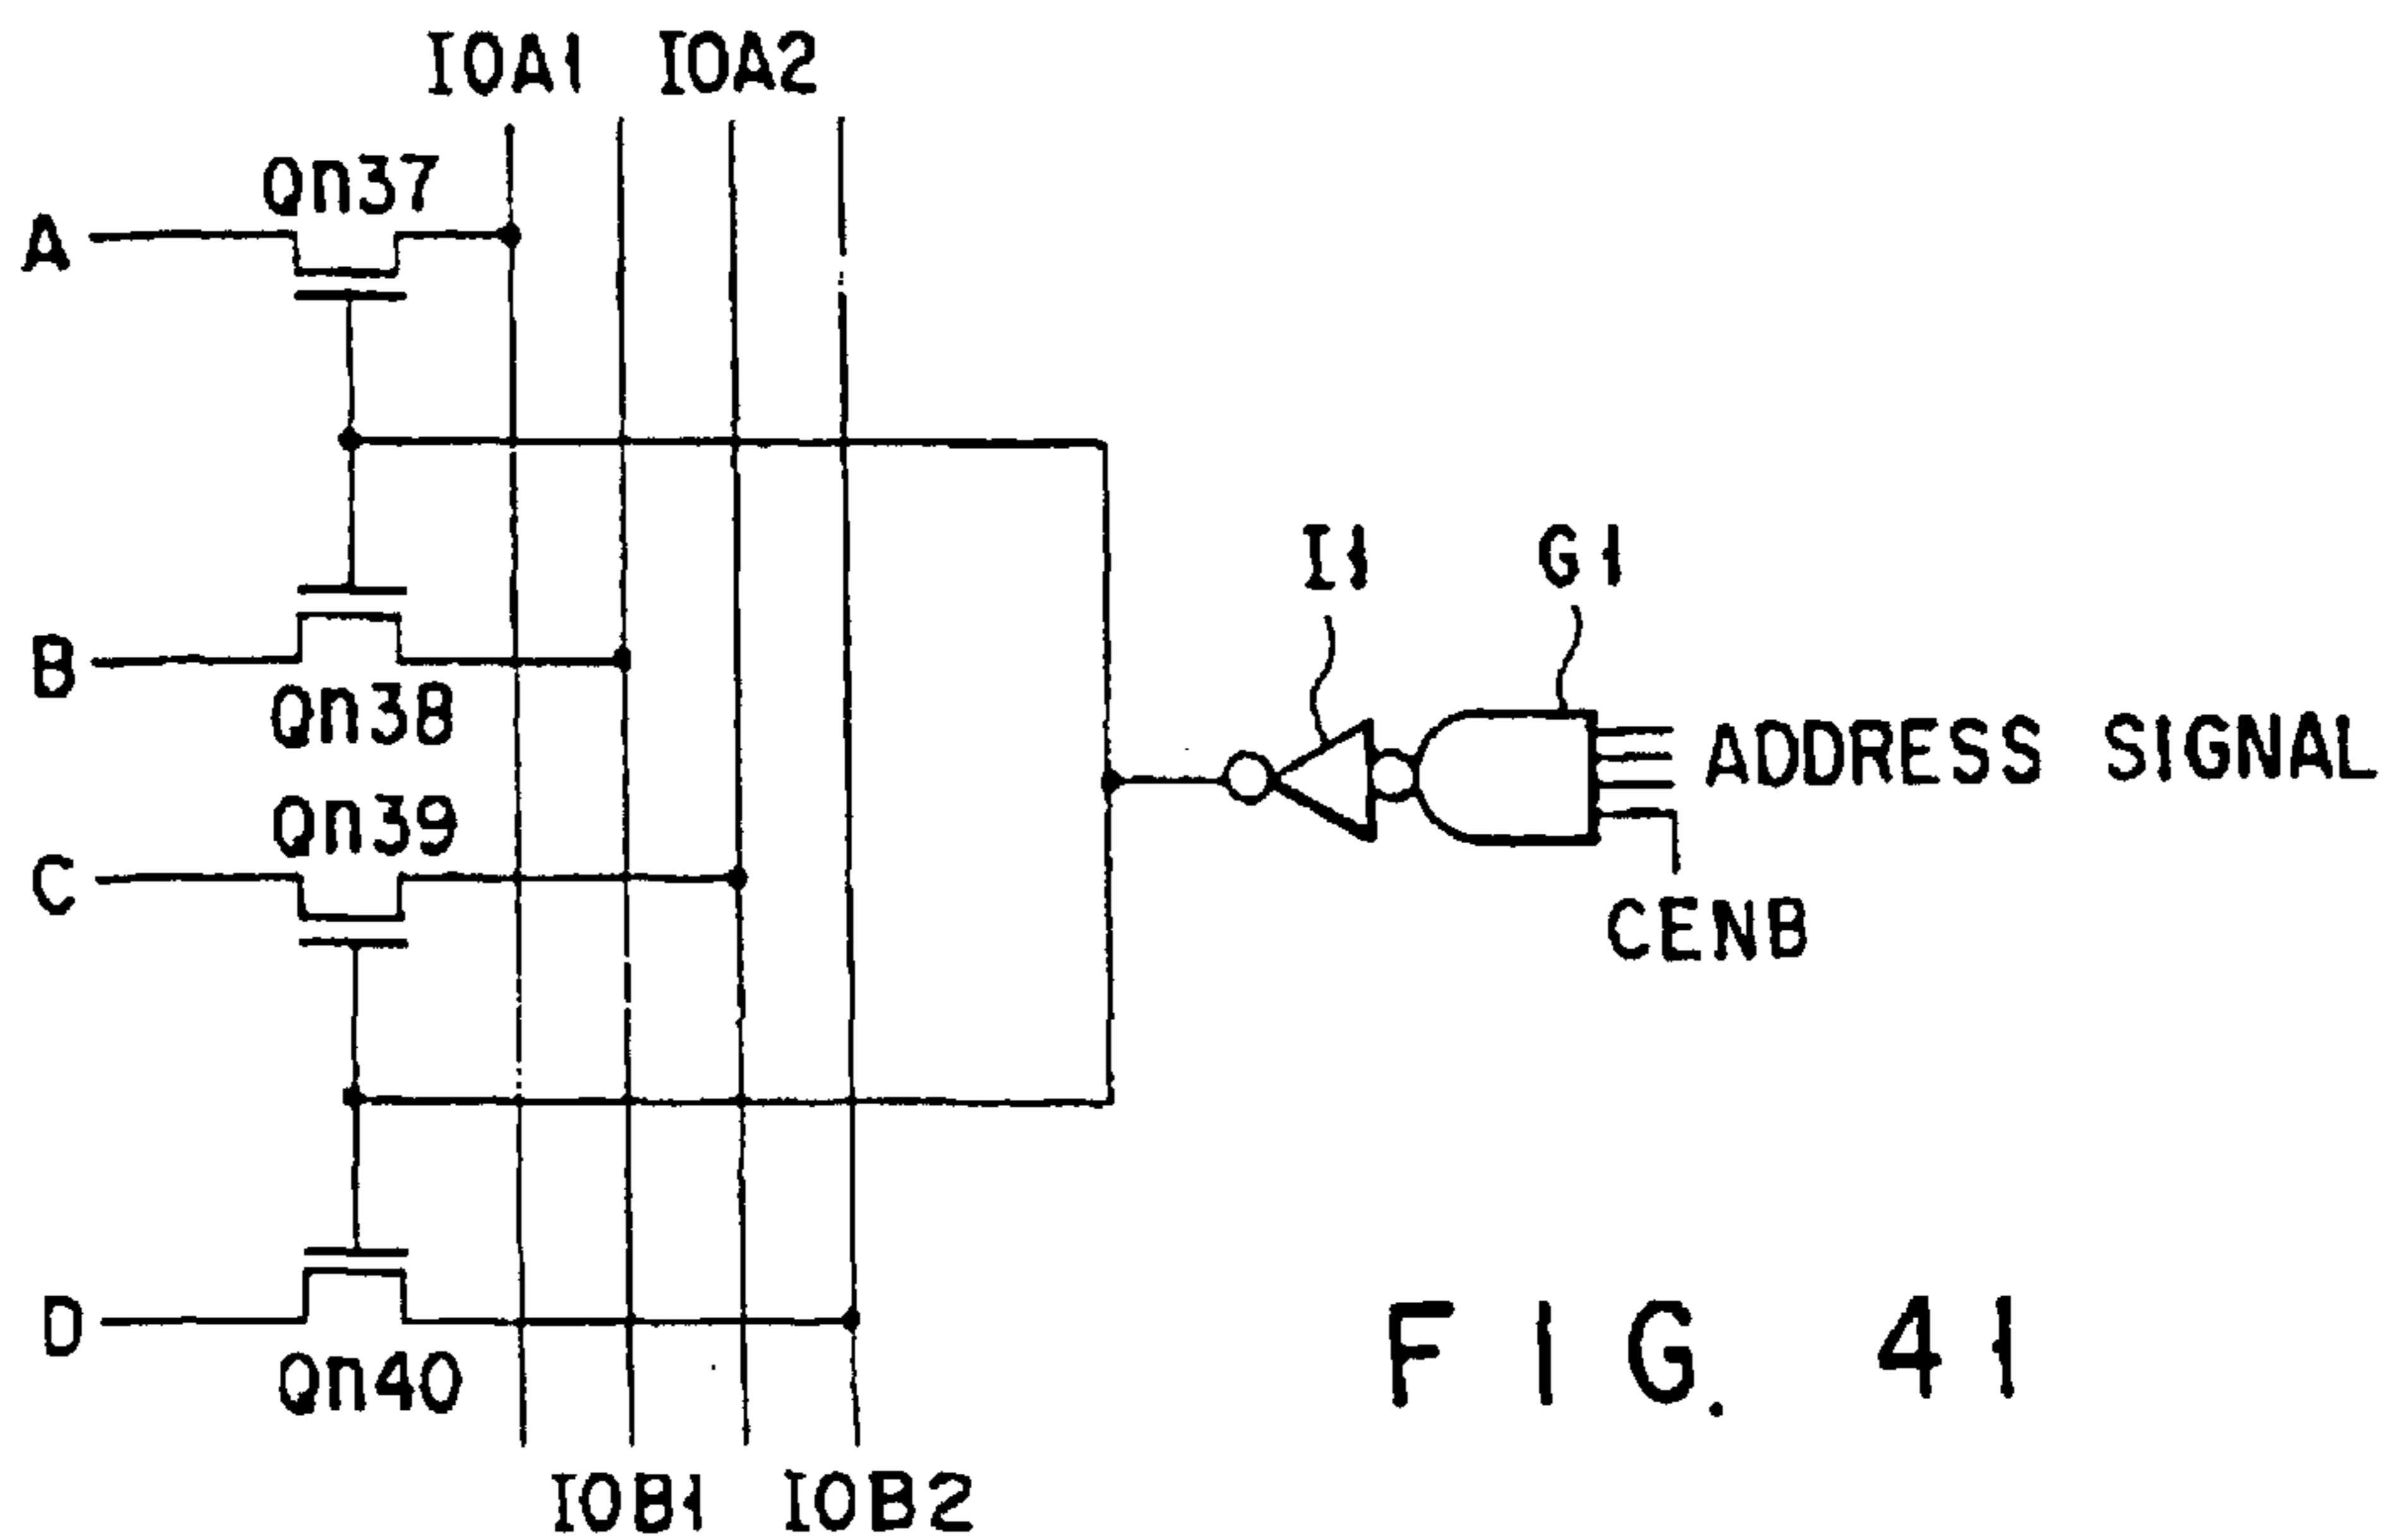 IOA1 IOA2
Qn37
A
I1 G1
B
Qn38
ADDRESS SIGNAL
Qn39
C
CENB
D
Qn40
FIG. 41
IOB1 IOB2